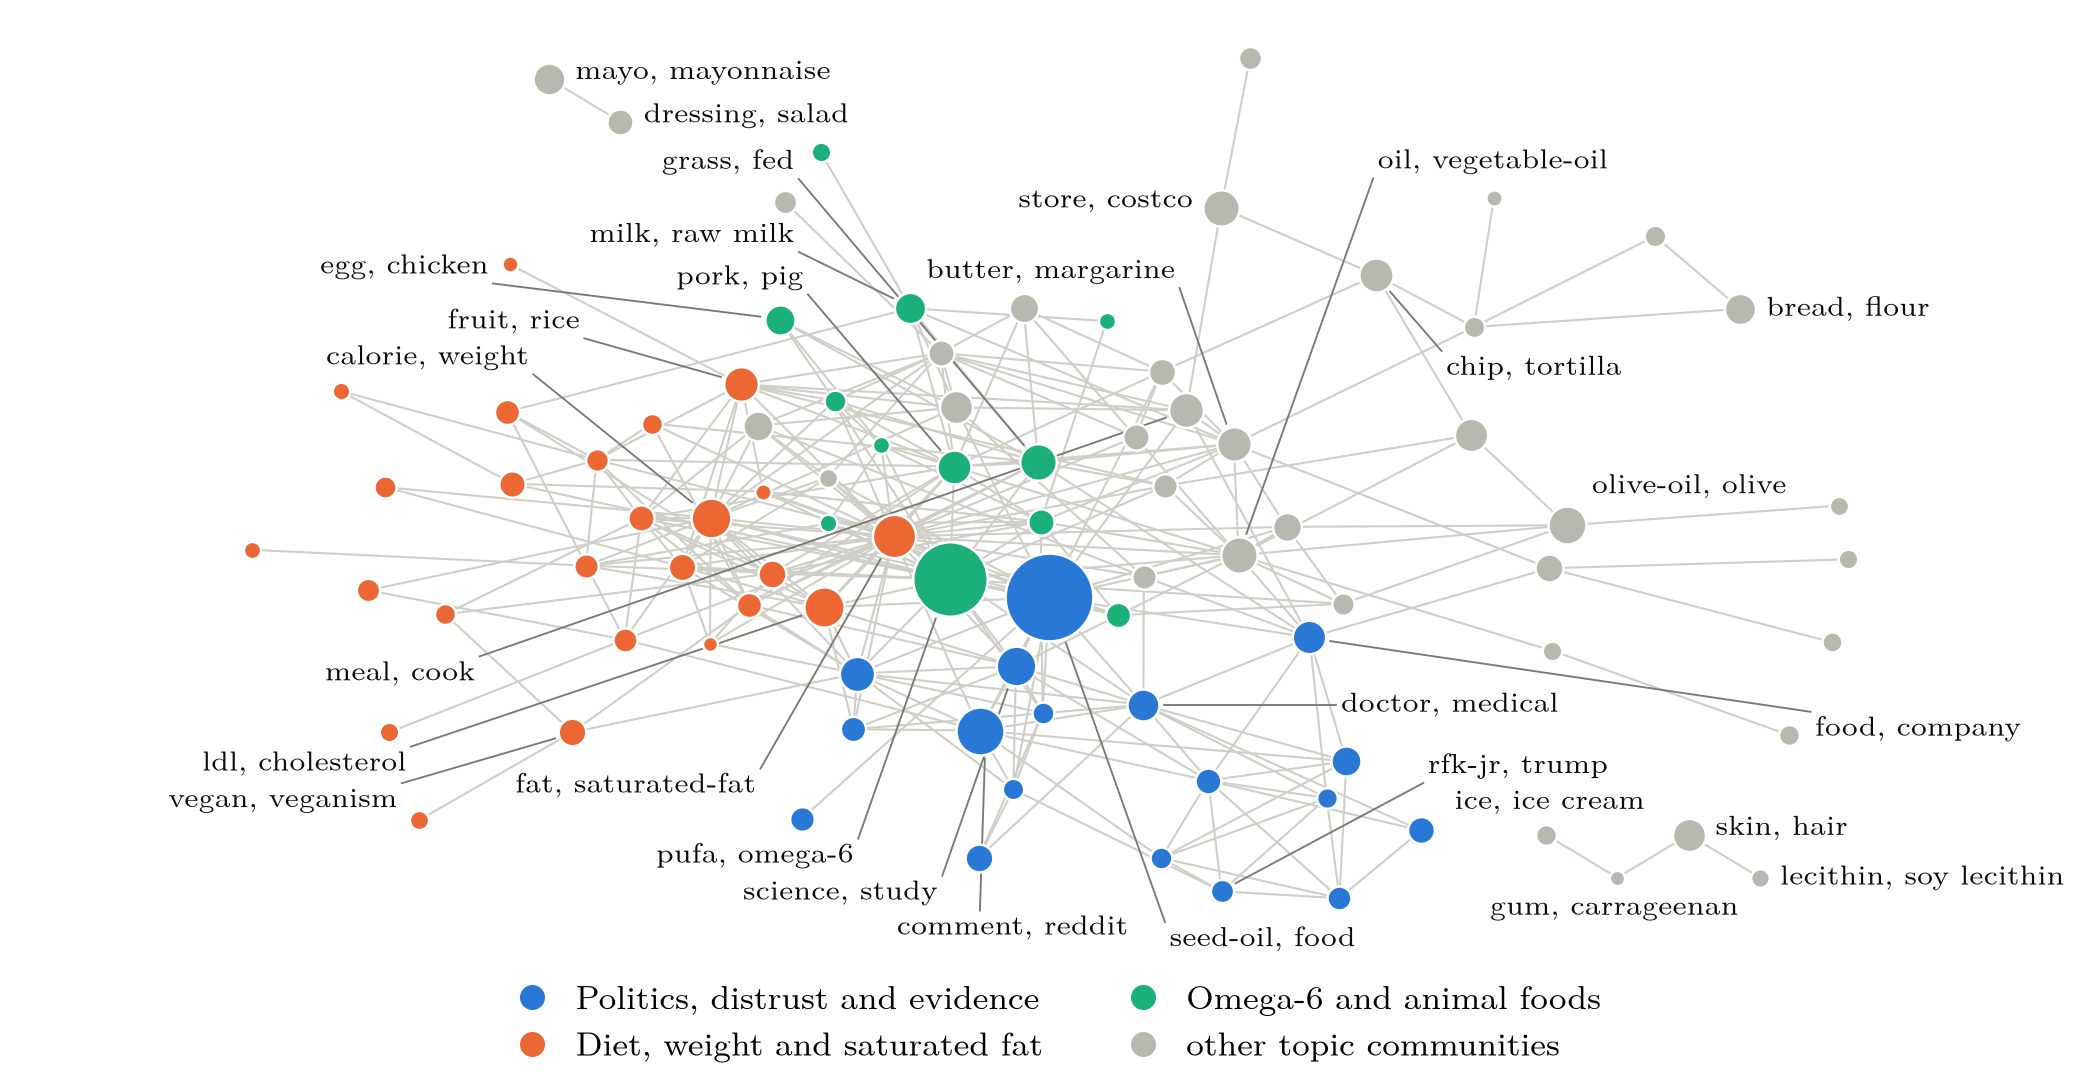 mayo, mayonnaise
dressing, salad
grass, fed
oil, vegetable-oil
store, costco
milk, raw milk
egg, chicken
pork, pig
butter, margarine
bread, flour
fruit, rice
calorie, weight
chip, tortilla
olive-oil, olive
meal, cook
doctor, medical
food, company
ldl, cholesterol
rfk-jr, trump
fat, saturated-fat
vegan, veganism
ice, ice cream
skin, hair
pufa, omega-6
lecithin, soy lecithin
science, study
gum, carrageenan
comment, reddit
seed-oil, food
Politics, distrust and evidence
Omega-6 and animal foods
Diet, weight and saturated fat
other topic communities